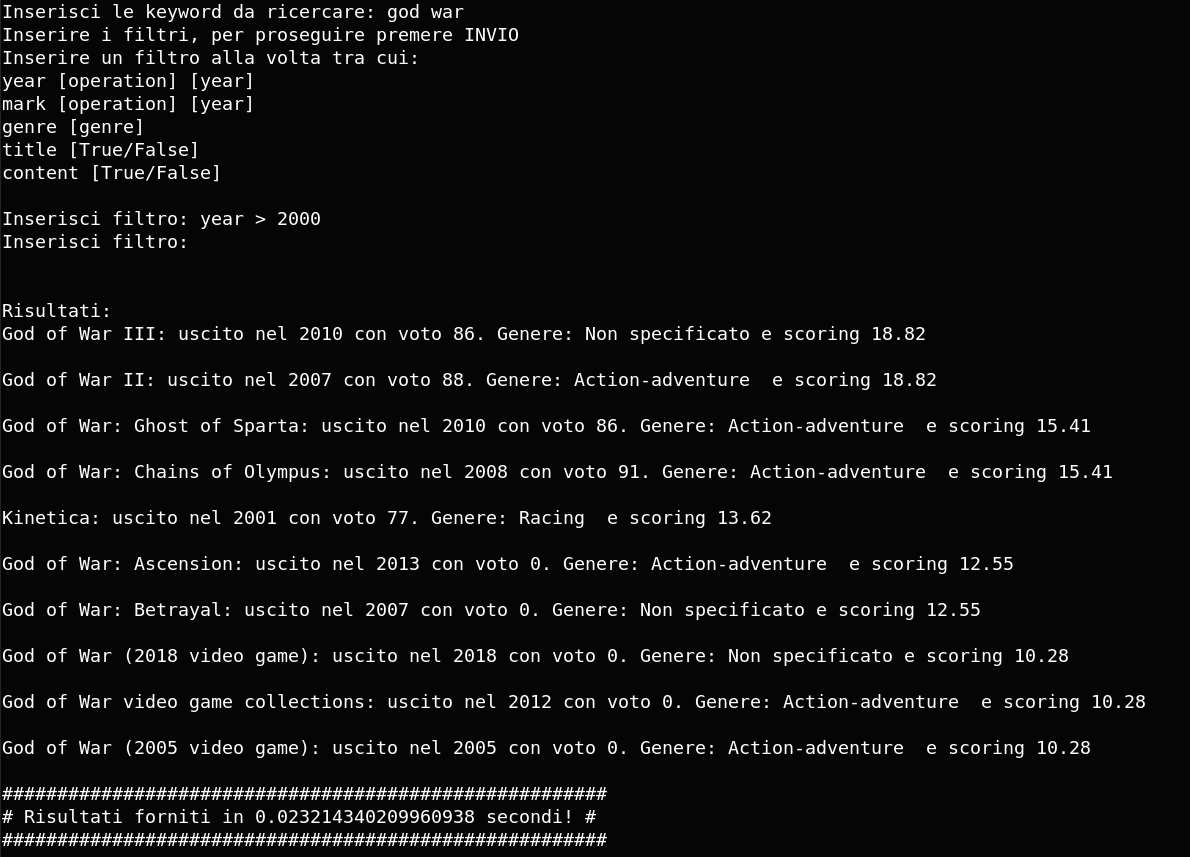 Inserisci le keyword da ricercare: god war
Inserire i filtri, per proseguire premere INVIO
Inserire un filtro alla volta tra cui:
year [operation] [year]
mark [operation] [year]
genre [genre]
title [True/False]
content [True/False]
Inserisci filtro: year > 2000
Inserisci filtro:
Risultati:
God of War III: uscito nel 2010 con voto 86. Genere: Non specificato e scoring 18.82
God of War II: uscito nel 2007 con voto 88. Genere: Action-adventure  e scoring 18.82
God of War: Ghost of Sparta: uscito nel 2010 con voto 86. Genere: Action-adventure  e scoring 15.41
God of War: Chains of Olympus: uscito nel 2008 con voto 91. Genere: Action-adventure  e scoring 15.41
Kinetica: uscito nel 2001 con voto 77. Genere: Racing  e scoring 13.62
God of War: Ascension: uscito nel 2013 con voto 0. Genere: Action-adventure  e scoring 12.55
God of War: Betrayal: uscito nel 2007 con voto 0. Genere: Non specificato e scoring 12.55
God of War (2018 video game): uscito nel 2018 con voto 0. Genere: Non specificato e scoring 10.28
God of War video game collections: uscito nel 2012 con voto 0. Genere: Action-adventure  e scoring 10.28
God of War (2005 video game): uscito nel 2005 con voto 0. Genere: Action-adventure  e scoring 10.28
#######################################################
# Risultati forniti in 0.023214340209960938 secondi! #
#######################################################